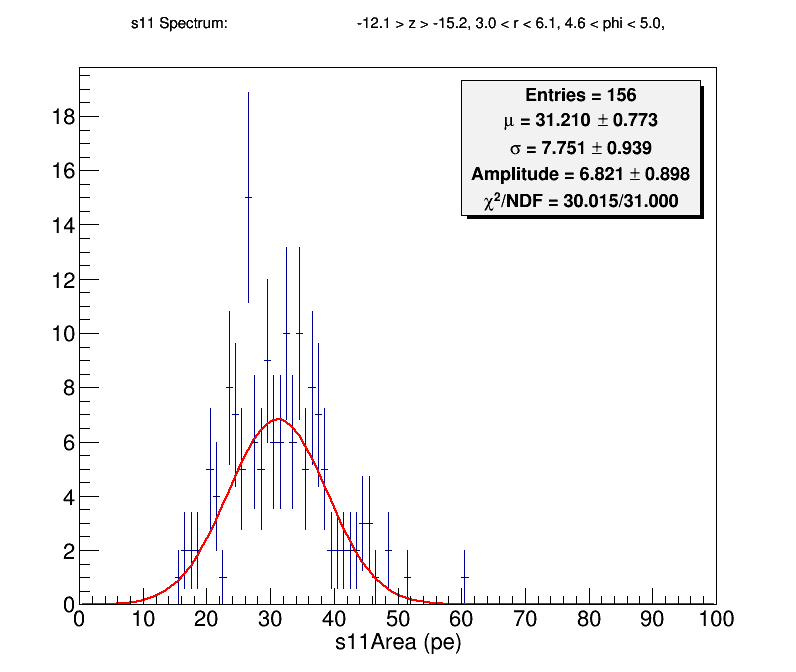 s11 Spectrum: -12.1 > z > -15.2, 3.0 < r < 6.1, 4.6 < phi < 5.0,
Entries = 156
μ = 31.210 ± 0.773
σ = 7.751 ± 0.939
Amplitude = 6.821 ± 0.898
χ²/NDF = 30.015/31.000
18
16
14
12
10
8
6
4
2
0
0 10 20 30 40 50 60 70 80 90 100
s11Area (pe)